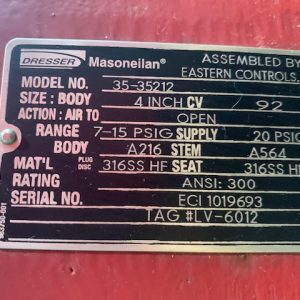 DRESSER Masoneilan® ASSEMBLED BY
EASTERN CONTROLS,
MODEL NO. 35-35212
SIZE: BODY 4 INCH CV 92
ACTION: AIR TO OPEN
RANGE 7-15 PSIG SUPPLY 20 PSIG
BODY A216 STEM A564
MAT'L PLUG DISC 316SS HF SEAT 316SS HF
RATING ANSI: 300
SERIAL NO. ECI 1019693
TAG #LV-6012